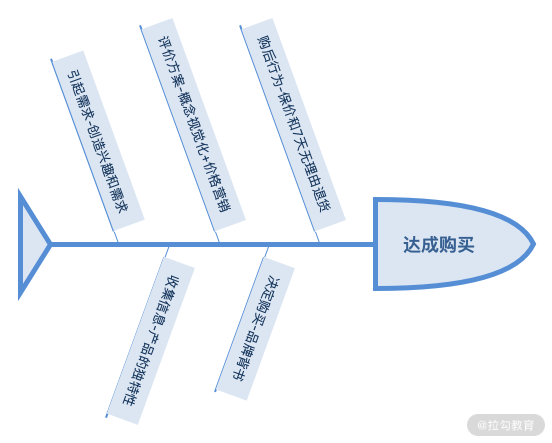 引起需求-创造兴趣和需求
评价方案-概念视觉化+价格营销
购后行为-保价和7天无理由退货
达成购买
收集信息-产品的独特性
决定购买-品牌背书
@拉勾教育